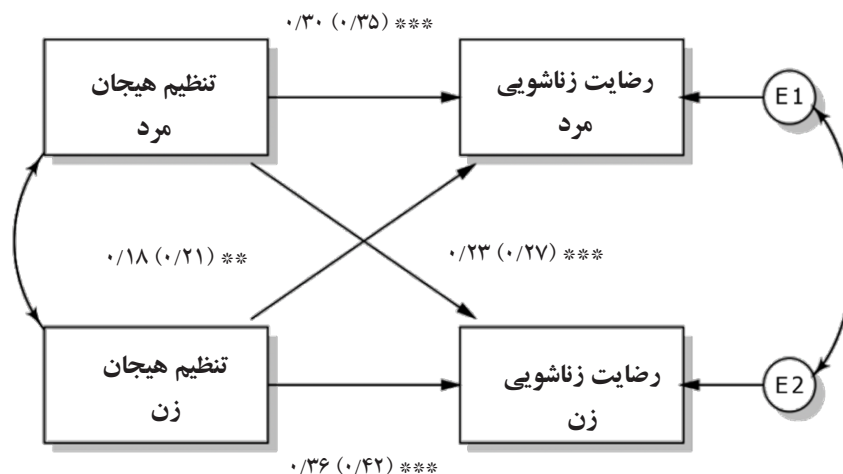 ۰/۳۰ (۰/۳۵) ***
تنظیم هیجان
مرد
رضایت زناشویی
مرد
E1
۰/۱۸ (۰/۲۱) **
۰/۲۳ (۰/۲۷) ***
تنظیم هیجان
زن
رضایت زناشویی
زن
E2
۰/۳۶ (۰/۴۲) ***